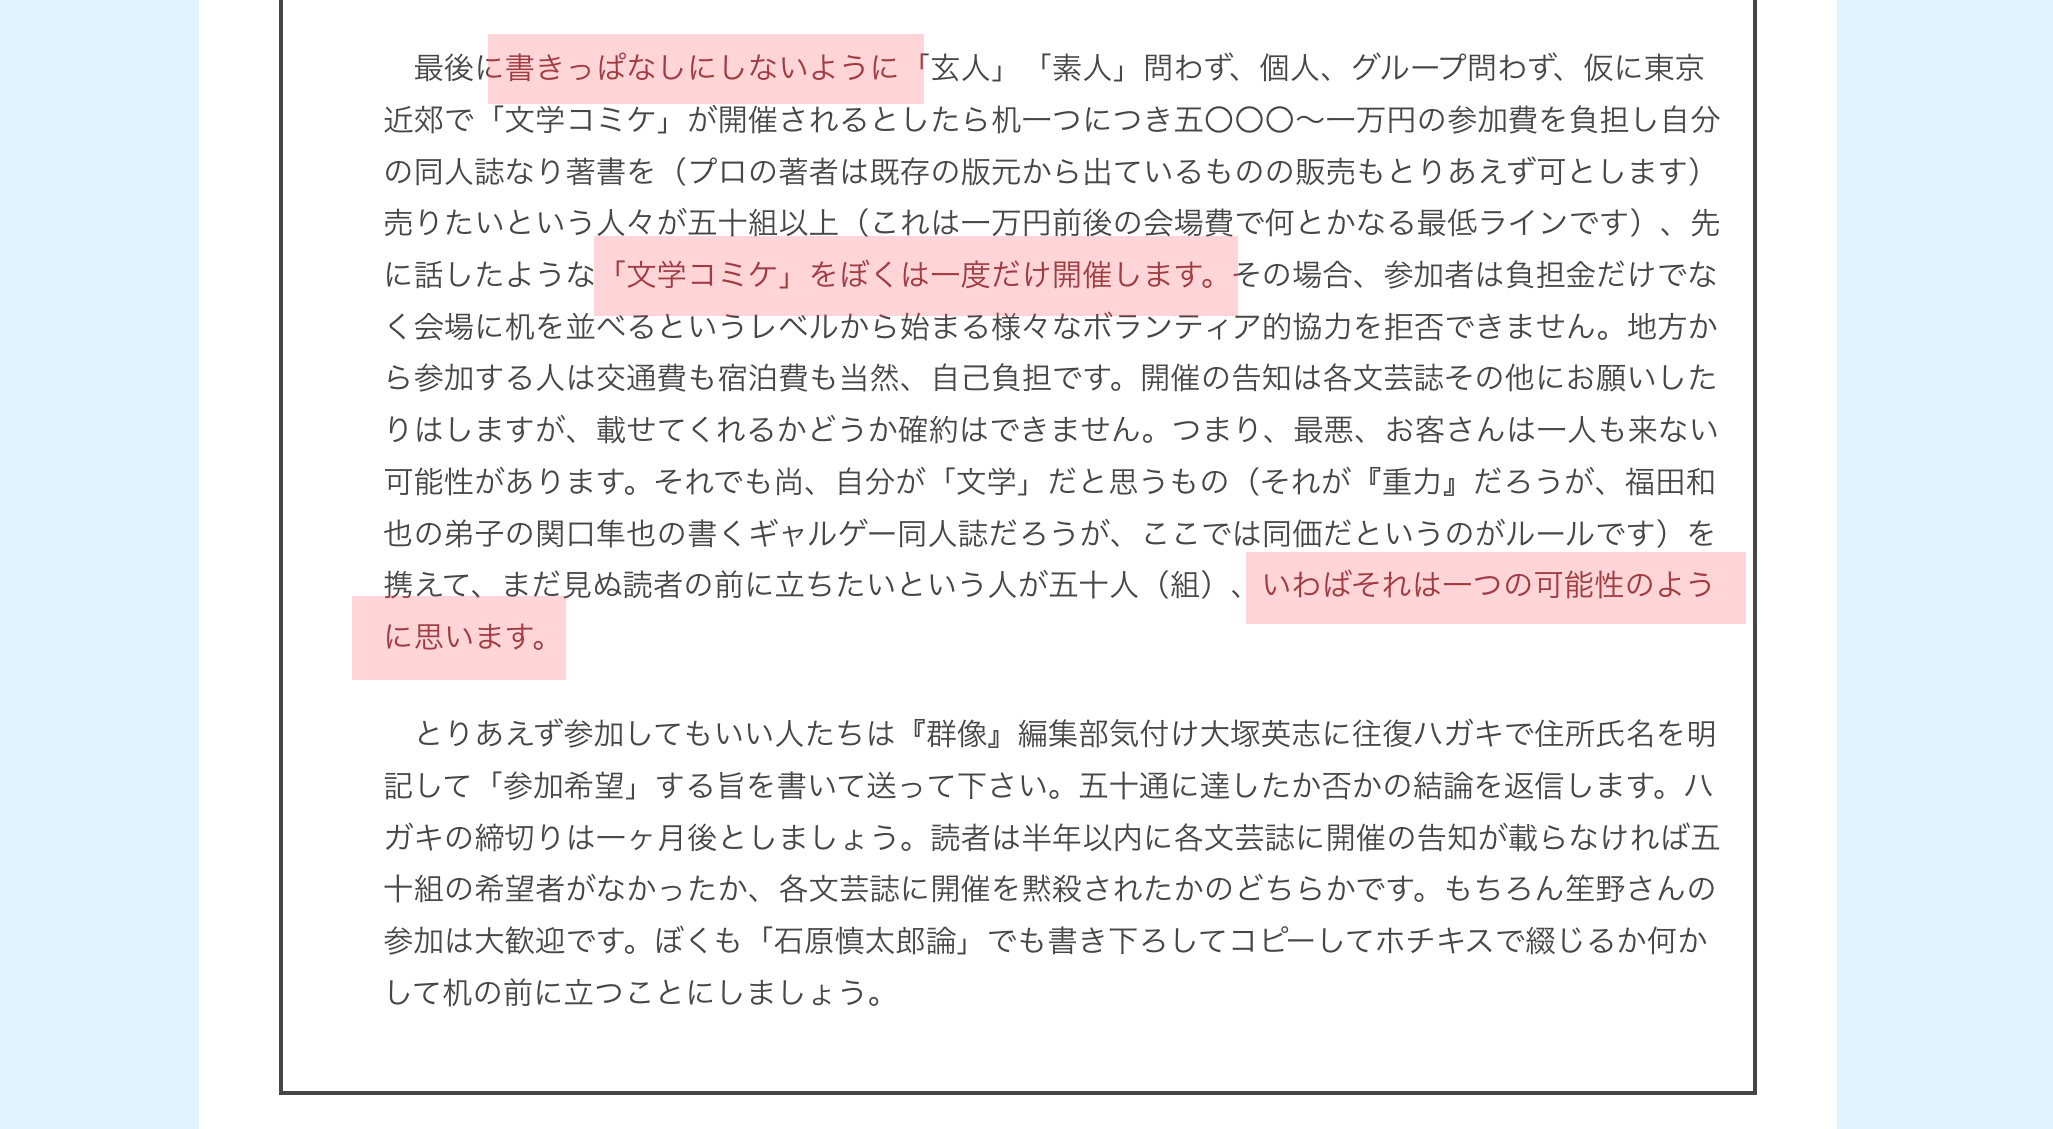 最後に書きっぱなしにしないように「玄人」「素人」問わず、個人、グループ問わず、仮に東京
近郊で「文学コミケ」が開催されるとしたら机一つにつき五〇〇〇〜一万円の参加費を負担し自分
の同人誌なり著書を（プロの著者は既存の版元から出ているものの販売もとりあえず可とします）
売りたいという人々が五十組以上（これは一万円前後の会場費で何とかなる最低ラインです）、先
に話したような「文学コミケ」をぼくは一度だけ開催します。その場合、参加者は負担金だけでな
く会場に机を並べるというレベルから始まる様々なボランティア的協力を拒否できません。地方か
ら参加する人は交通費も宿泊費も当然、自己負担です。開催の告知は各文芸誌その他にお願いした
りはしますが、載せてくれるかどうか確約はできません。つまり、最悪、お客さんは一人も来ない
可能性があります。それでも尚、自分が「文学」だと思うもの（それが『重力』だろうが、福田和
也の弟子の関口隼也の書くギャルゲー同人誌だろうが、ここでは同価だというのがルールです）を
携えて、まだ見ぬ読者の前に立ちたいという人が五十人（組）、いわばそれは一つの可能性のよう
に思います。
とりあえず参加してもいい人たちは『群像』編集部気付け大塚英志に往復ハガキで住所氏名を明
記して「参加希望」する旨を書いて送って下さい。五十通に達したか否かの結論を返信します。ハ
ガキの締切りは一ヶ月後としましょう。読者は半年以内に各文芸誌に開催の告知が載らなければ五
十組の希望者がなかったか、各文芸誌に開催を黙殺されたかのどちらかです。もちろん笙野さんの
参加は大歓迎です。ぼくも「石原慎太郎論」でも書き下ろしてコピーしてホチキスで綴じるか何か
して机の前に立つことにしましょう。